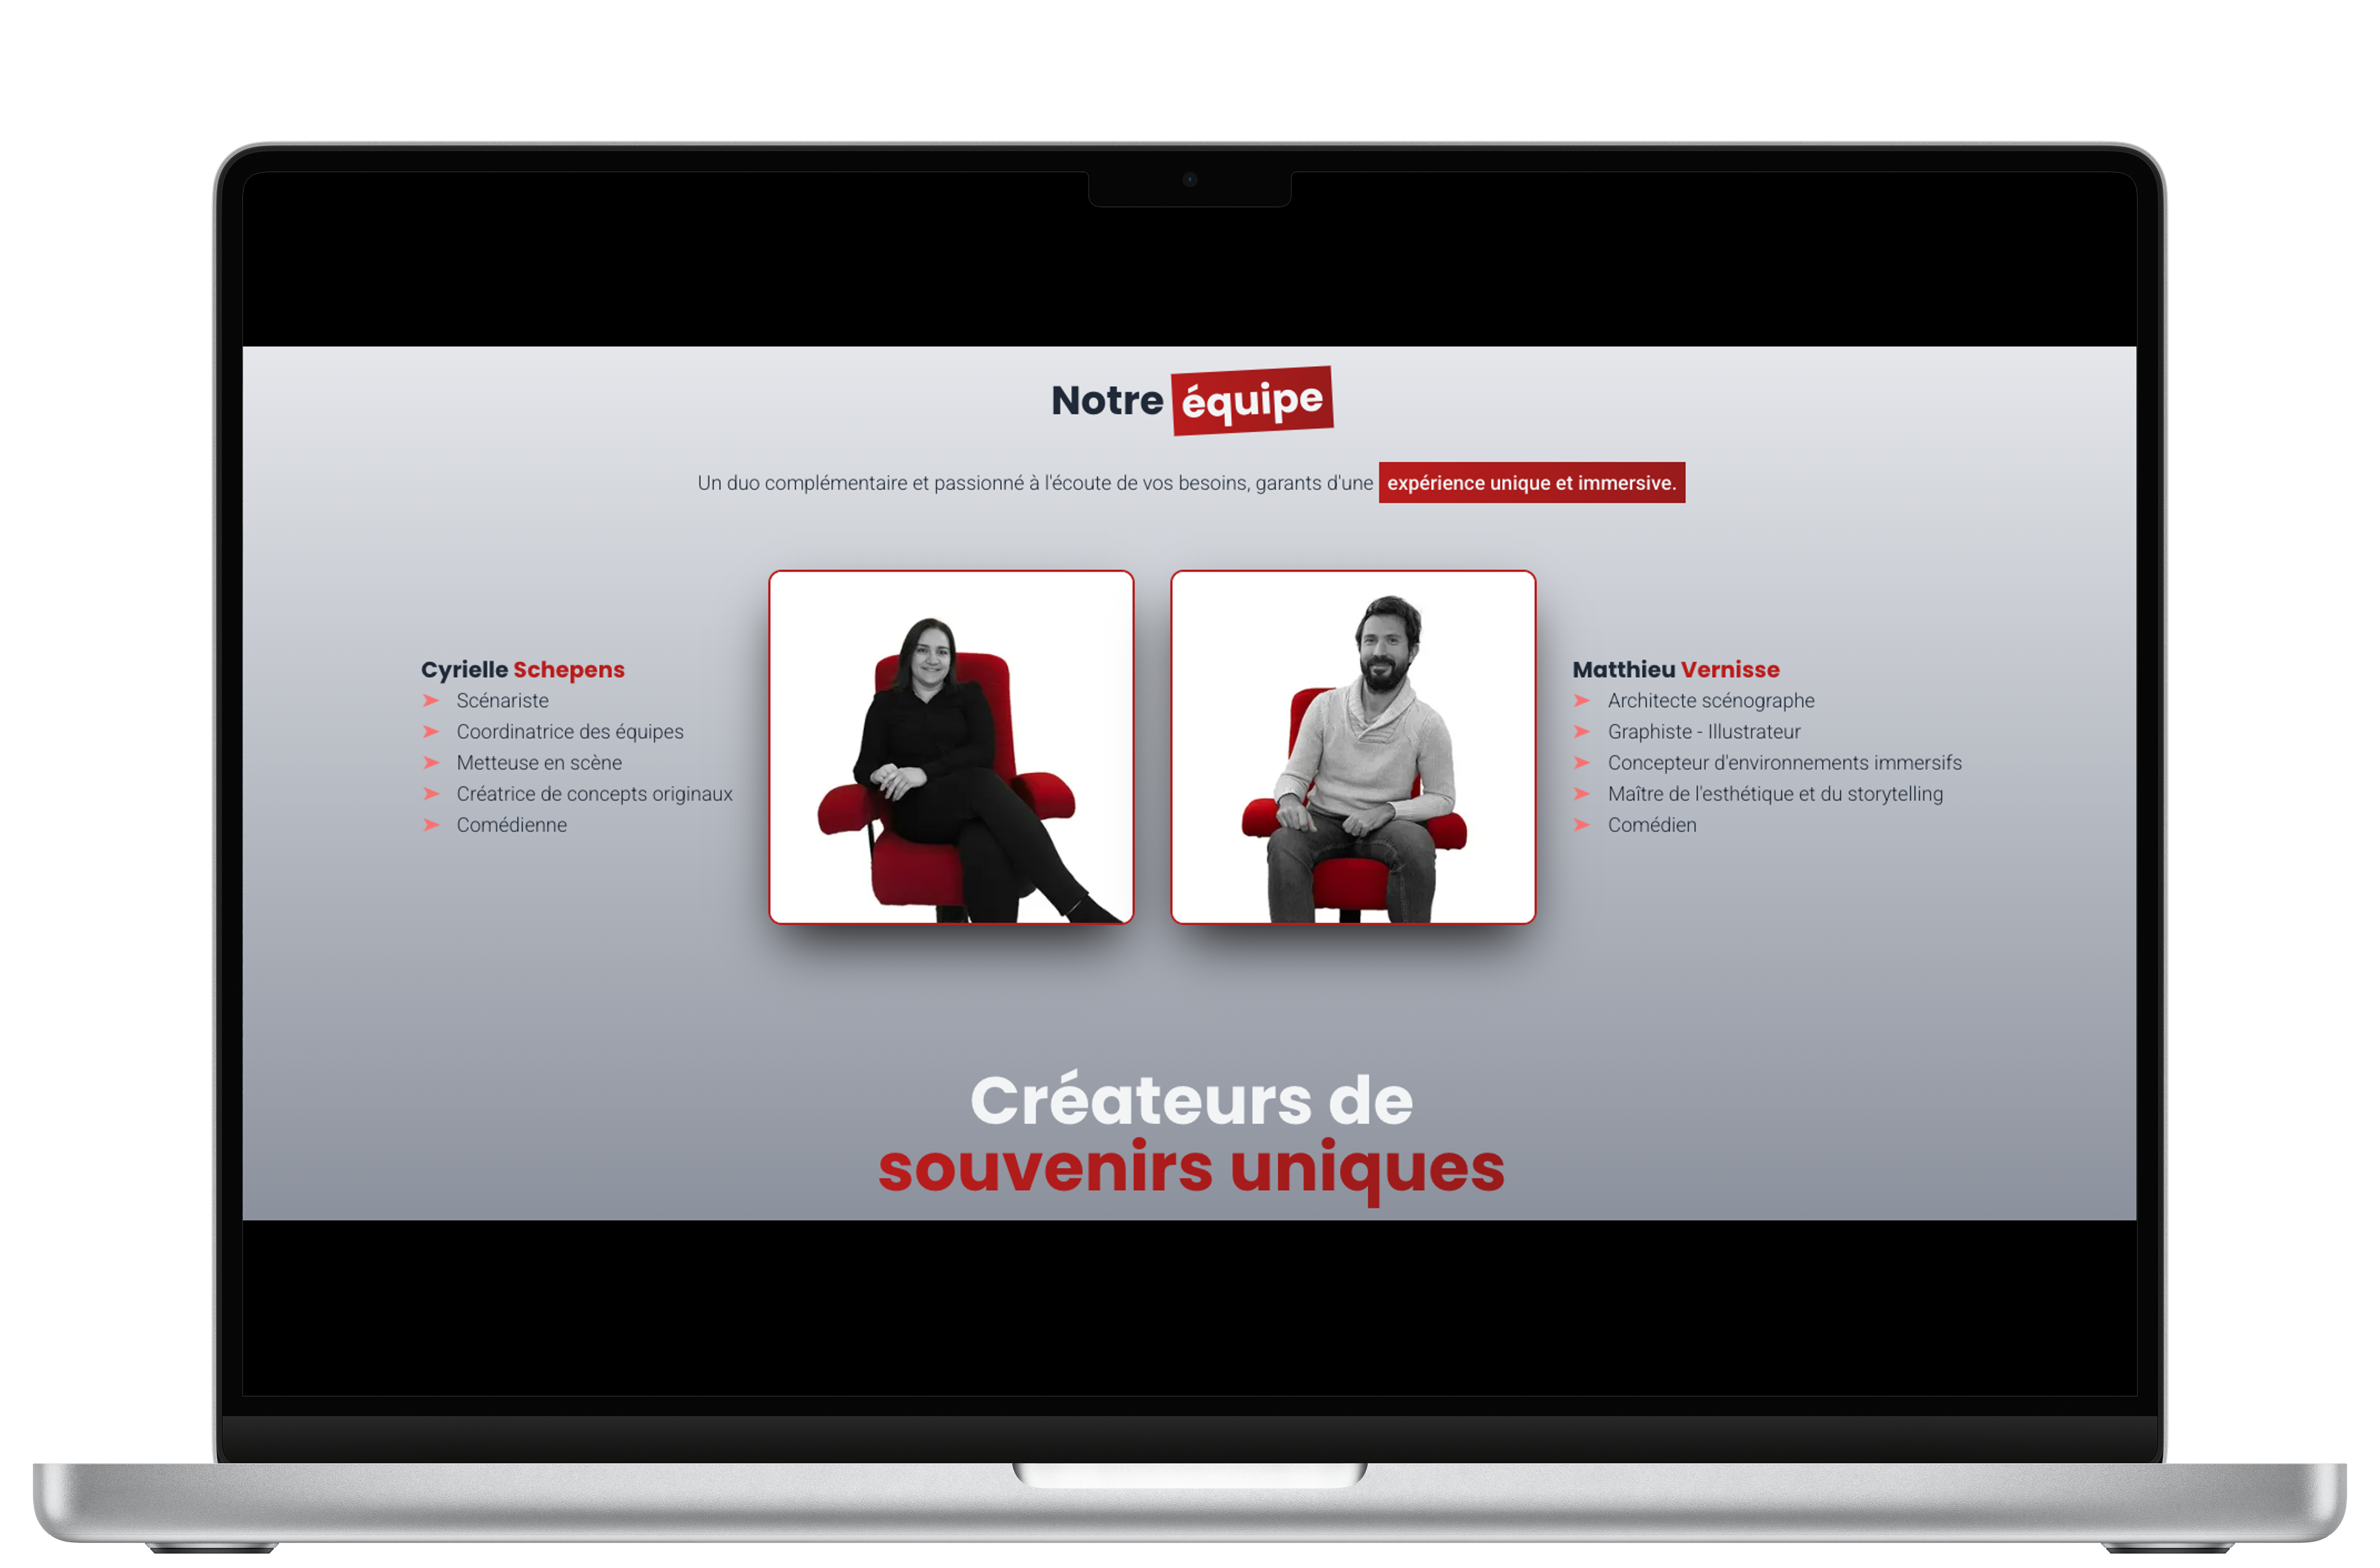 Notre équipe
Un duo complémentaire et passionné à l'écoute de vos besoins, garants d'une expérience unique et immersive.
Cyrielle Schepens
Scénariste
Coordinatrice des équipes
Metteuse en scène
Créatrice de concepts originaux
Comédienne
Matthieu Vernisse
Architecte scénographe
Graphiste - Illustrateur
Concepteur d'environnements immersifs
Maître de l'esthétique et du storytelling
Comédien
Créateurs de
souvenirs uniques